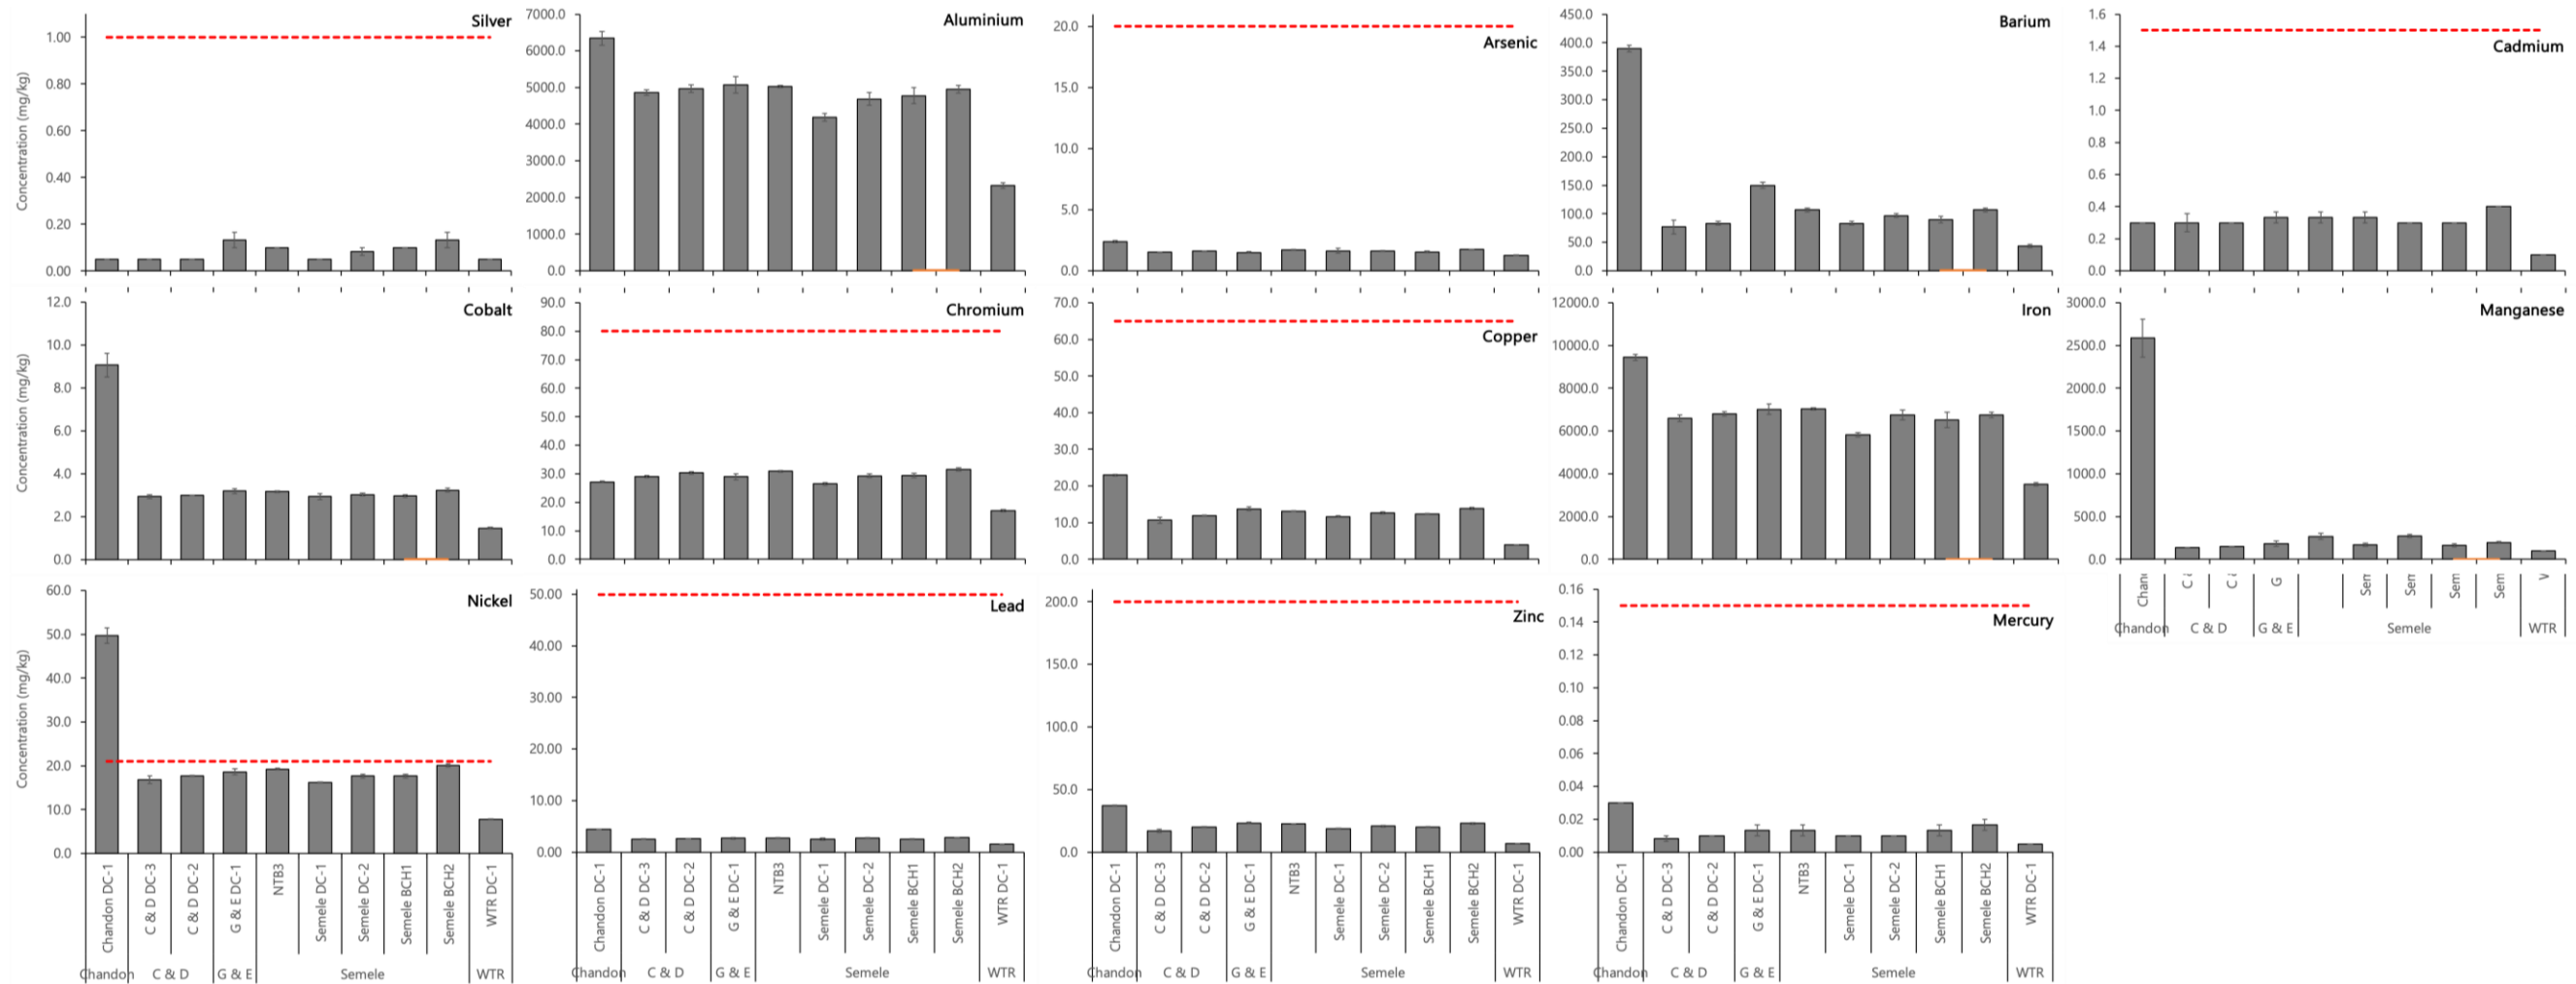 Silver
Concentration (mg/kg)
1.00
0.80
0.60
0.40
0.20
0.00
Aluminium
7000.0
6000.0
5000.0
4000.0
3000.0
2000.0
1000.0
0.0
Arsenic
20.0
15.0
10.0
5.0
0.0
Barium
450.0
400.0
350.0
300.0
250.0
200.0
150.0
100.0
50.0
0.0
Cadmium
1.6
1.4
1.2
1.0
0.8
0.6
0.4
0.2
0.0
Cobalt
Concentration (mg/kg)
12.0
10.0
8.0
6.0
4.0
2.0
0.0
Chromium
90.0
80.0
70.0
60.0
50.0
40.0
30.0
20.0
10.0
0.0
Copper
70.0
60.0
50.0
40.0
30.0
20.0
10.0
0.0
Iron
12000.0
10000.0
8000.0
6000.0
4000.0
2000.0
0.0
Manganese
3000.0
2500.0
2000.0
1500.0
1000.0
500.0
0.0
Chandon
C & D
G & E
Semele
WTR
Nickel
Concentration (mg/kg)
60.0
50.0
40.0
30.0
20.0
10.0
0.0
Chandon DC-1
C & D DC-3
C & D DC-2
G & E DC-1
NTB3
Semele DC-1
Semele DC-2
Semele BCH1
Semele BCH2
WTR DC-1
Chandon
C & D
G & E
Semele
WTR
Lead
50.00
40.00
30.00
20.00
10.00
0.00
Chandon DC-1
C & D DC-3
C & D DC-2
G & E DC-1
NTB3
Semele DC-1
Semele DC-2
Semele BCH1
Semele BCH2
WTR DC-1
Chandon
C & D
G & E
Semele
WTR
Zinc
200.0
150.0
100.0
50.0
0.0
Chandon DC-1
C & D DC-3
C & D DC-2
G & E DC-1
NTB3
Semele DC-1
Semele DC-2
Semele BCH1
Semele BCH2
WTR DC-1
Chandon
C & D
G & E
Semele
WTR
Mercury
0.16
0.14
0.12
0.10
0.08
0.06
0.04
0.02
0.00
Chandon DC-1
C & D DC-3
C & D DC-2
G & E DC-1
NTB3
Semele DC-1
Semele DC-2
Semele BCH1
Semele BCH2
WTR DC-1
Chandon
C & D
G & E
Semele
WTR